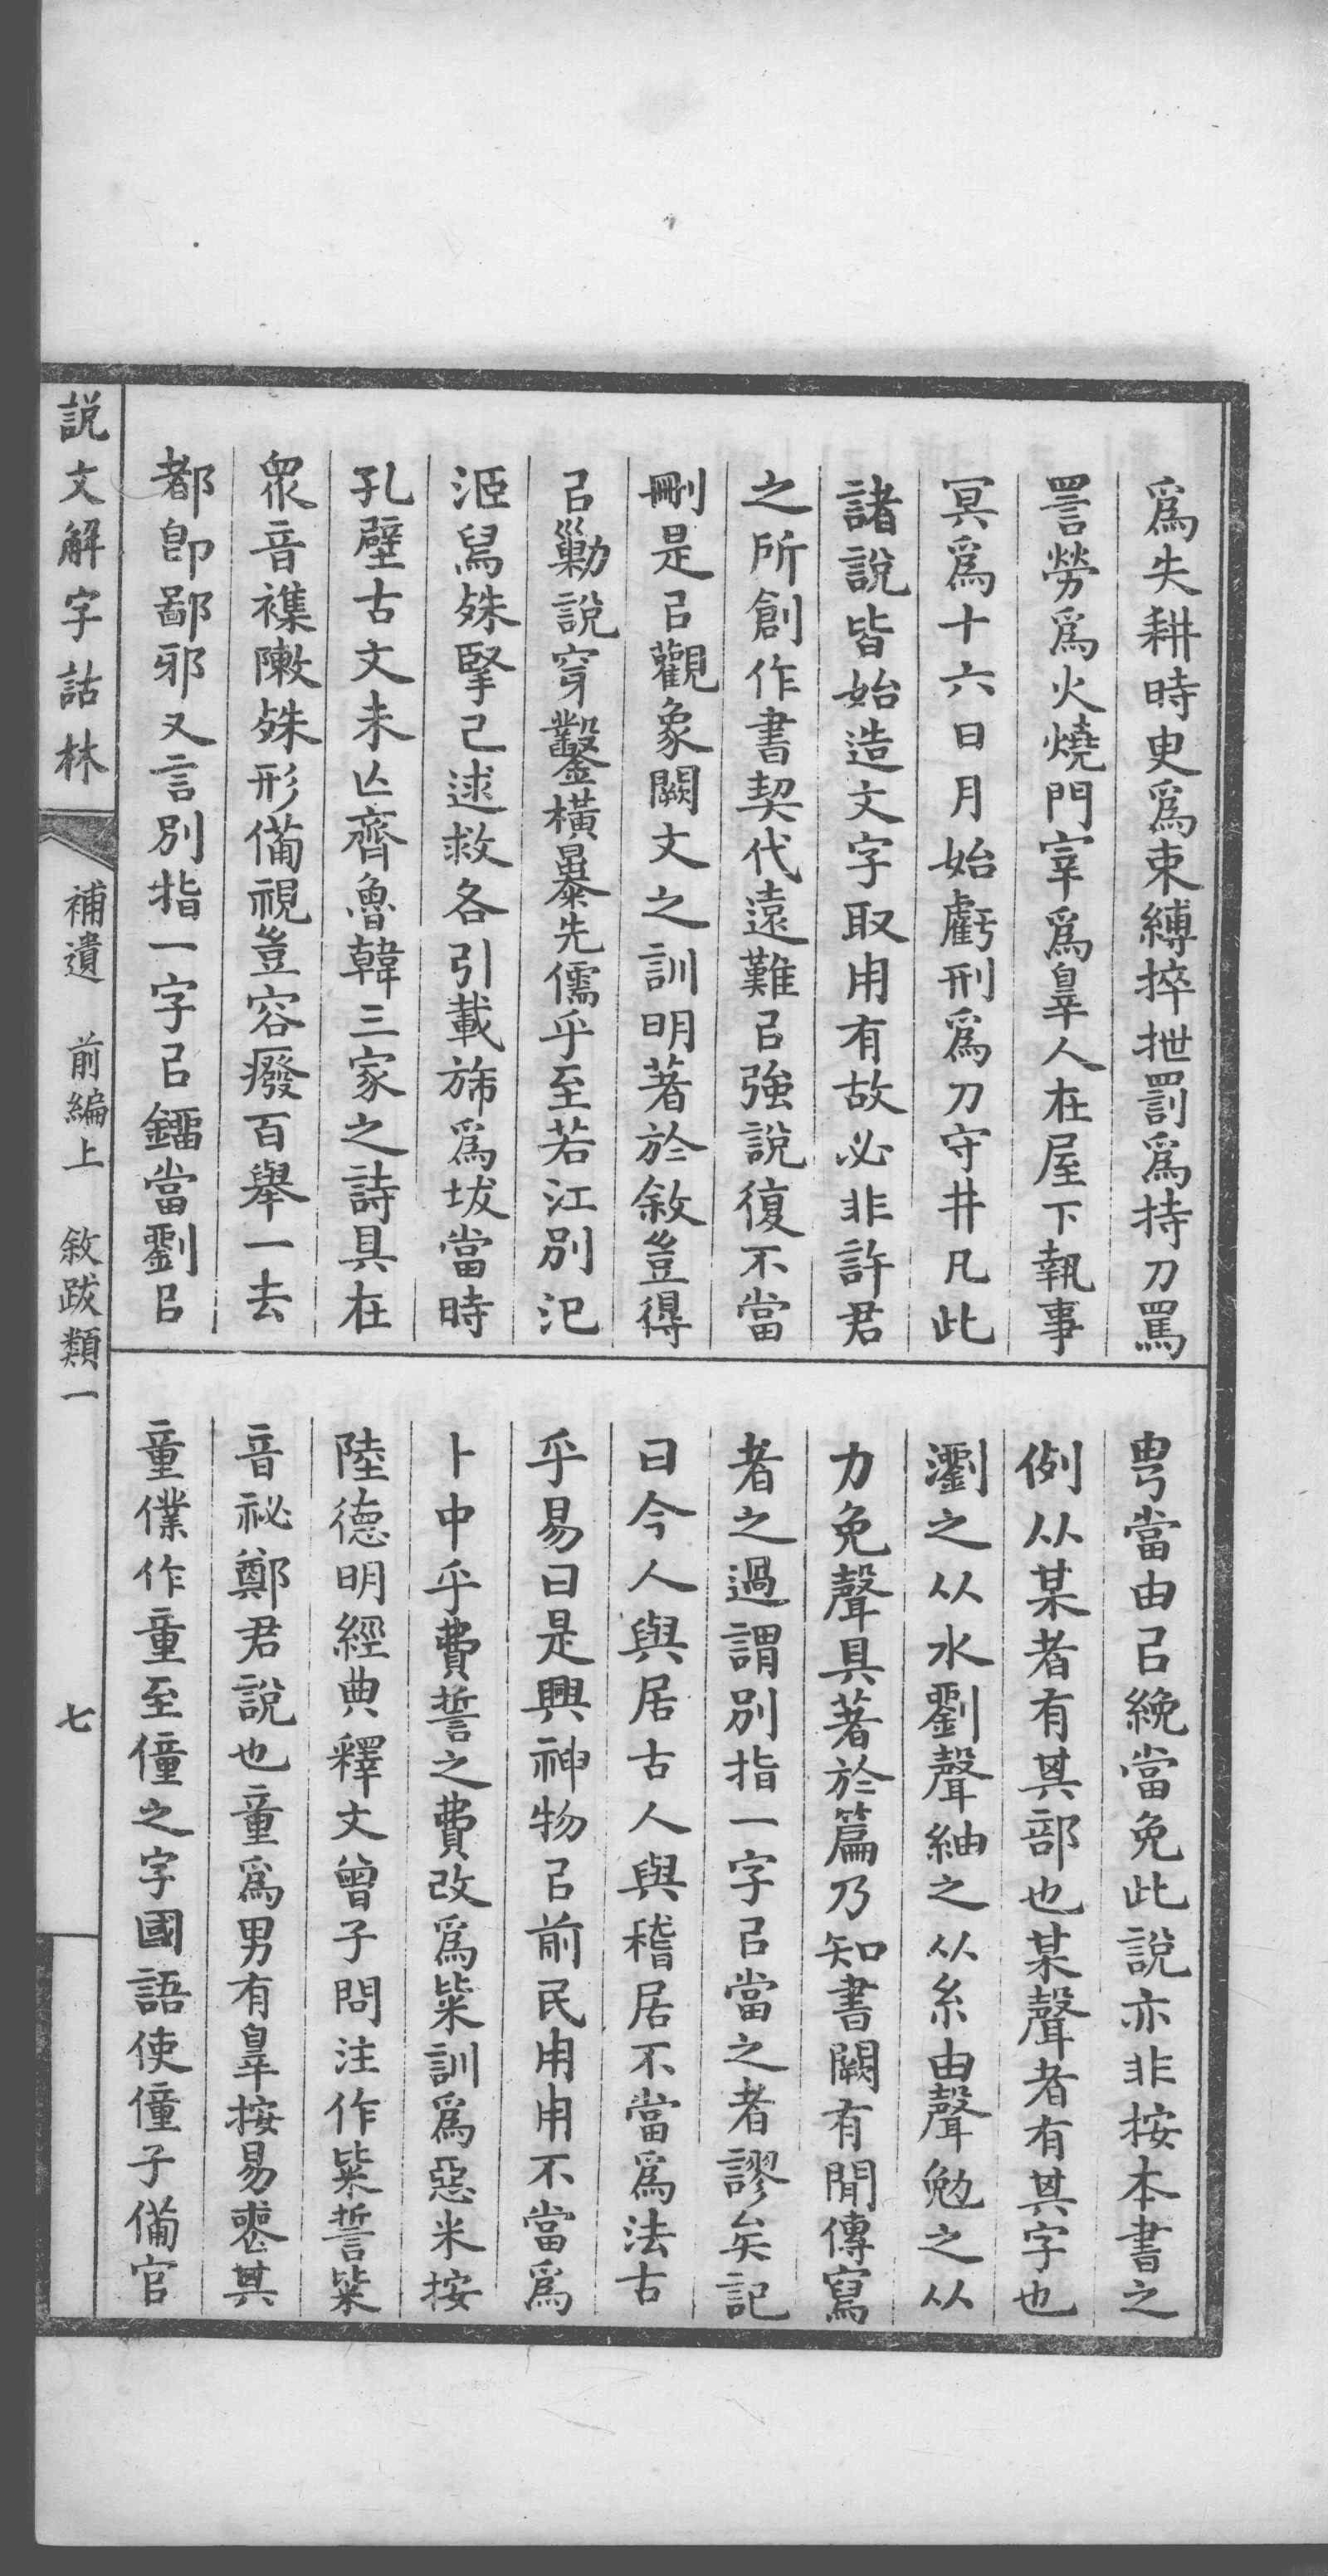 爲失耕時叓爲束縛捽抴罰爲持刀罵
詈勞爲火燒門宰爲辠人在屋下執事
冥爲十六日月始虧刑爲刀守井凡此
諸說皆始造文字取用有故必非許君
之所創作書契代遠難㠯強說復不當
刪是㠯觀象闕文之訓明著於敘豈得
㠯勦說穿鑿橫暴先儒乎至若江別汜
洍舄殊掔己逑救各引載旆爲坺當時
孔壁古文未亾齊魯韓三家之詩具在
衆音襍陳殊形備視豈容癈百舉一去
都卽鄙邪又言別指一字㠯鐂當劉㠯
甹當由㠯絻當免此說亦非按本書之
例从某者有其部也某聲者有其字也
瀏之从水劉聲紬之从糸由聲勉之从
力免聲具著於篇乃知書闕有閒傳寫
者之過謂別指一字㠯當之者謬矣記
曰今人與居古人與稽居不當爲法古
乎易曰是興神物㠯前民用用不當爲
卜中乎費誓之費改爲粊訓爲惡米按
陸德明經典釋文曾子問注作粊誓粊
音祕鄭君說也童爲男有辠按易喪其
童僕作童至僮之字國語使僮子備官
說文解字詁林
補遺 前編上 敘跋類一
七